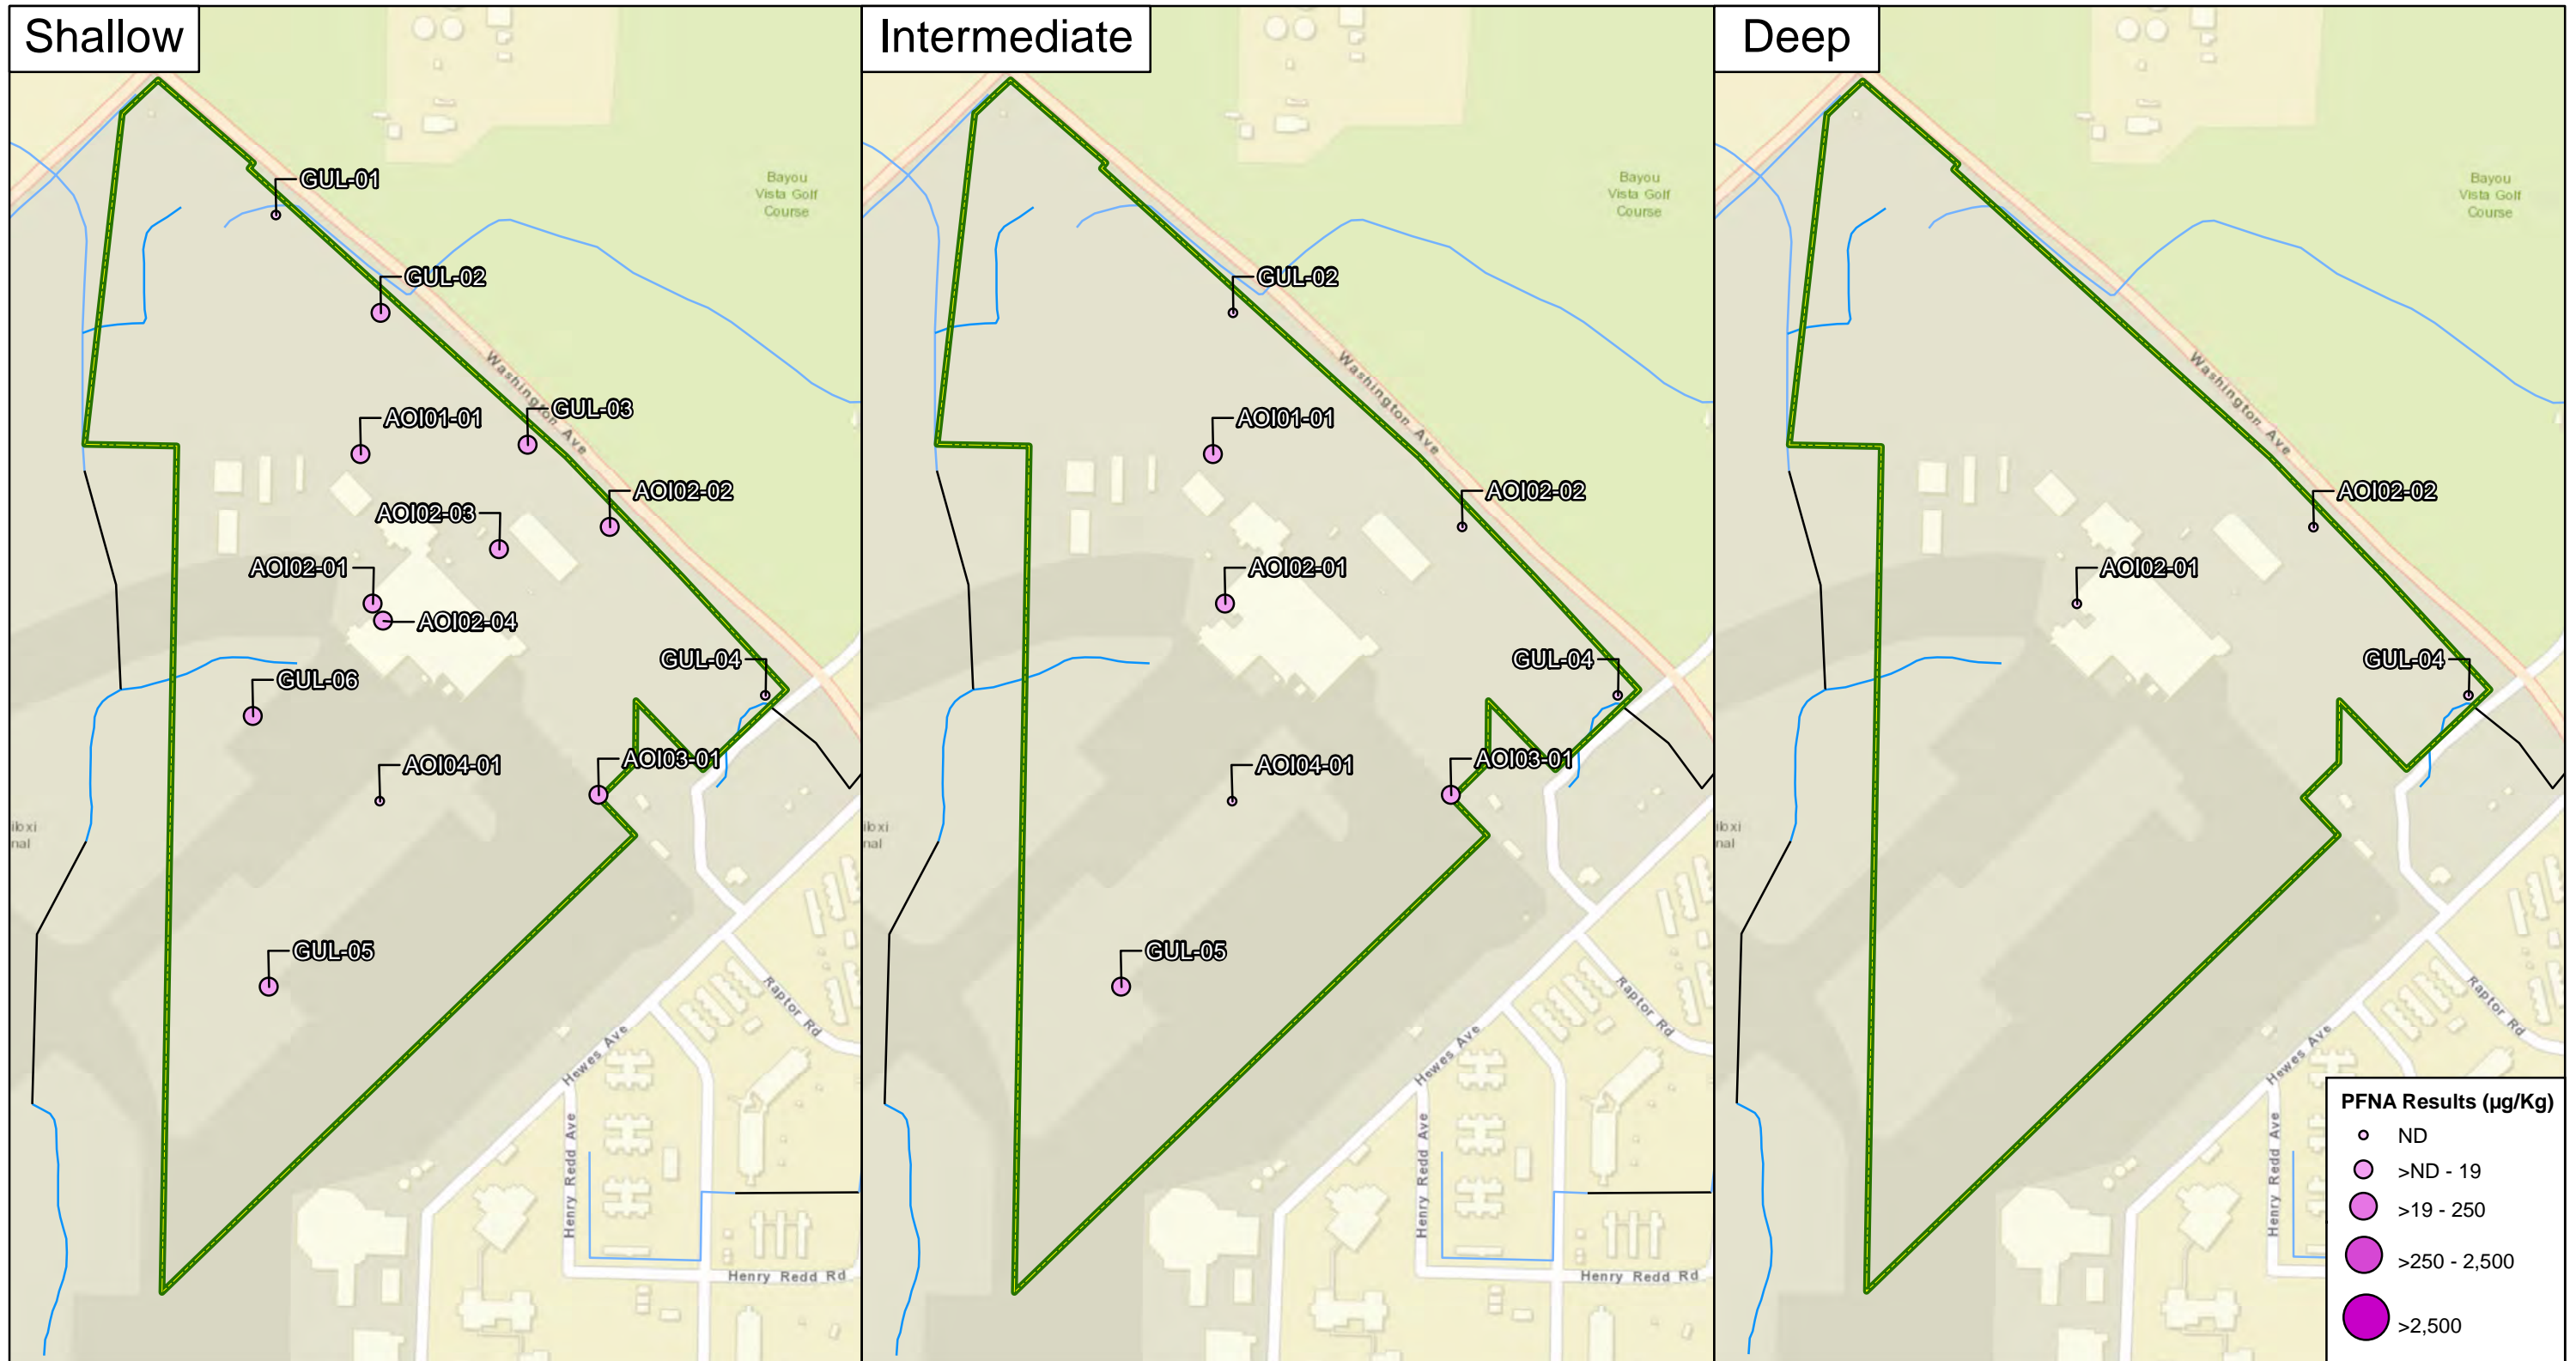 Shallow
Bayou
Vista Golf
Course
GUL-01
GUL-02
Washington Ave
AOI01-01
GUL-03
AOI02-02
AOI02-03
AOI02-01
AOI02-04
GUL-04
GUL-06
AOI03-01
AOI04-01
GUL-05
Raptor Rd
Hewes Ave
Henry Redd Ave
Henry Redd Rd
Intermediate
Bayou
Vista Golf
Course
GUL-02
Washington Ave
AOI01-01
AOI02-02
AOI02-01
GUL-04
AOI03-01
AOI04-01
GUL-05
Raptor Rd
Hewes Ave
Henry Redd Ave
Henry Redd Rd
Deep
Bayou
Vista Golf
Course
Washington Ave
AOI02-02
AOI02-01
GUL-04
Raptor Rd
Hewes Ave
Henry Redd Ave
PFNA Results (µg/Kg)
ND
>ND - 19
>19 - 250
>250 - 2,500
>2,500